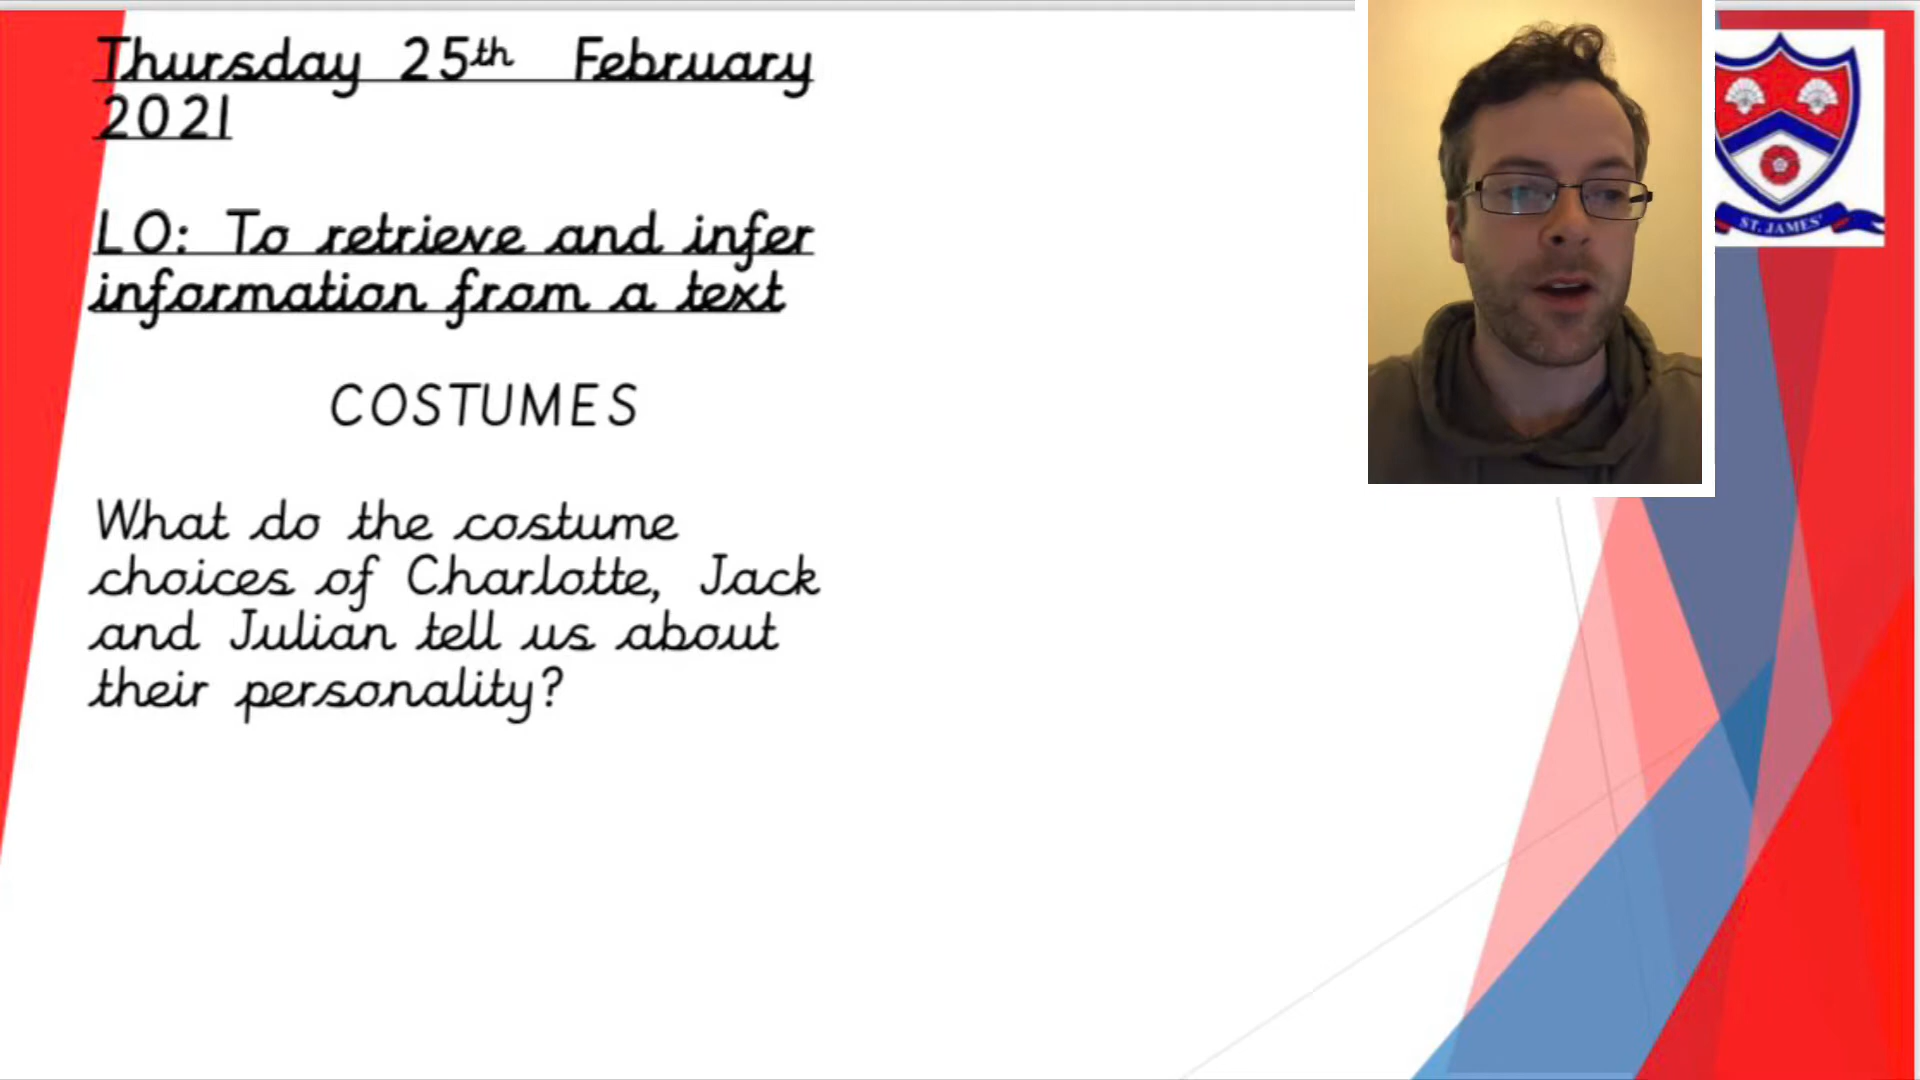 Thursday 25th February
2021
LO: To retrieve and infer
information from a text
COSTUMES
What do the costume
choices of Charlotte, Jack
and Julian tell us about
their personality?
ST. JAMES'